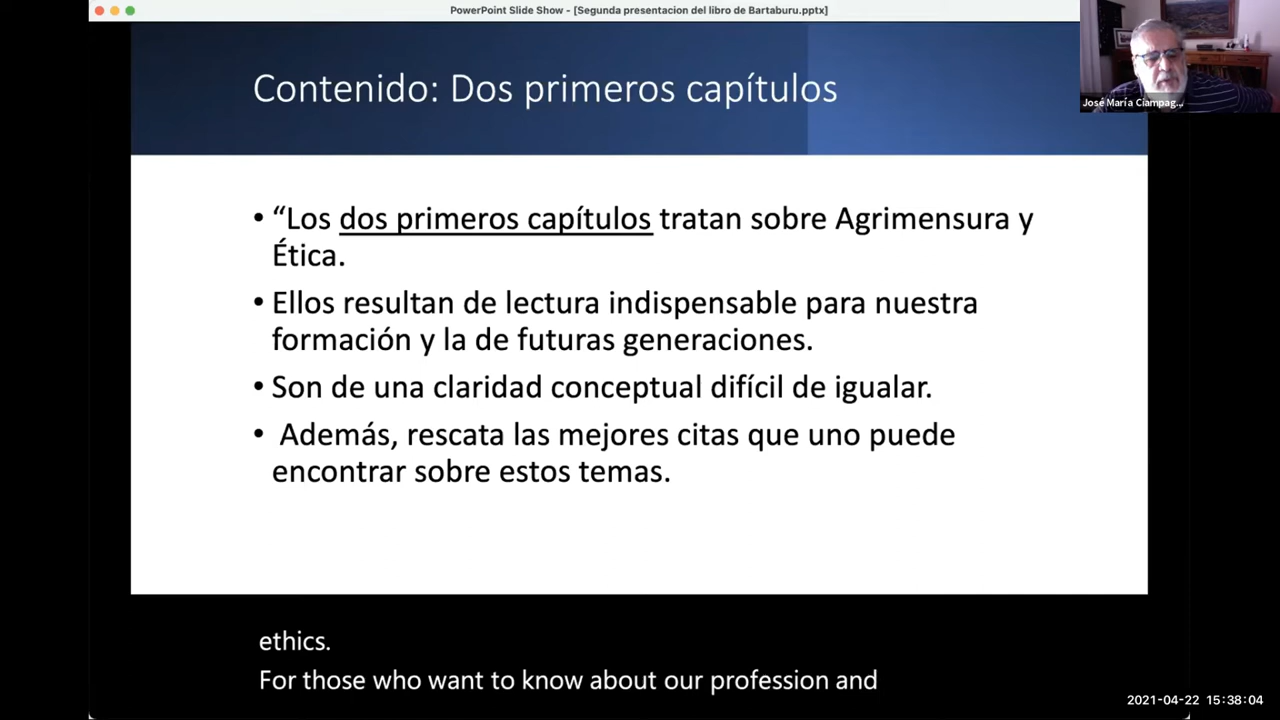 PowerPoint Slide Show - [Segunda presentacion del libro de Bartaburu.pptx]
Contenido: Dos primeros capítulos
José María Ciampag...
• “Los dos primeros capítulos tratan sobre Agrimensura y
Ética.
• Ellos resultan de lectura indispensable para nuestra
formación y la de futuras generaciones.
• Son de una claridad conceptual difícil de igualar.
• Además, rescata las mejores citas que uno puede
encontrar sobre estos temas.
ethics.
For those who want to know about our profession and
2021-04-22 15:38:04